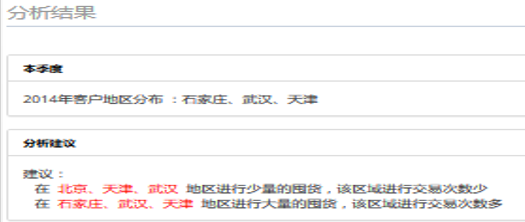 分析结果
本季度
2014年客户地区分布 ：石家庄、武汉、天津
分析建议
建议：
在 北京、天津、武汉 地区进行少量的囤货，该区域进行交易次数少
在 石家庄、武汉、天津 地区进行大量的囤货，该区域进行交易次数多